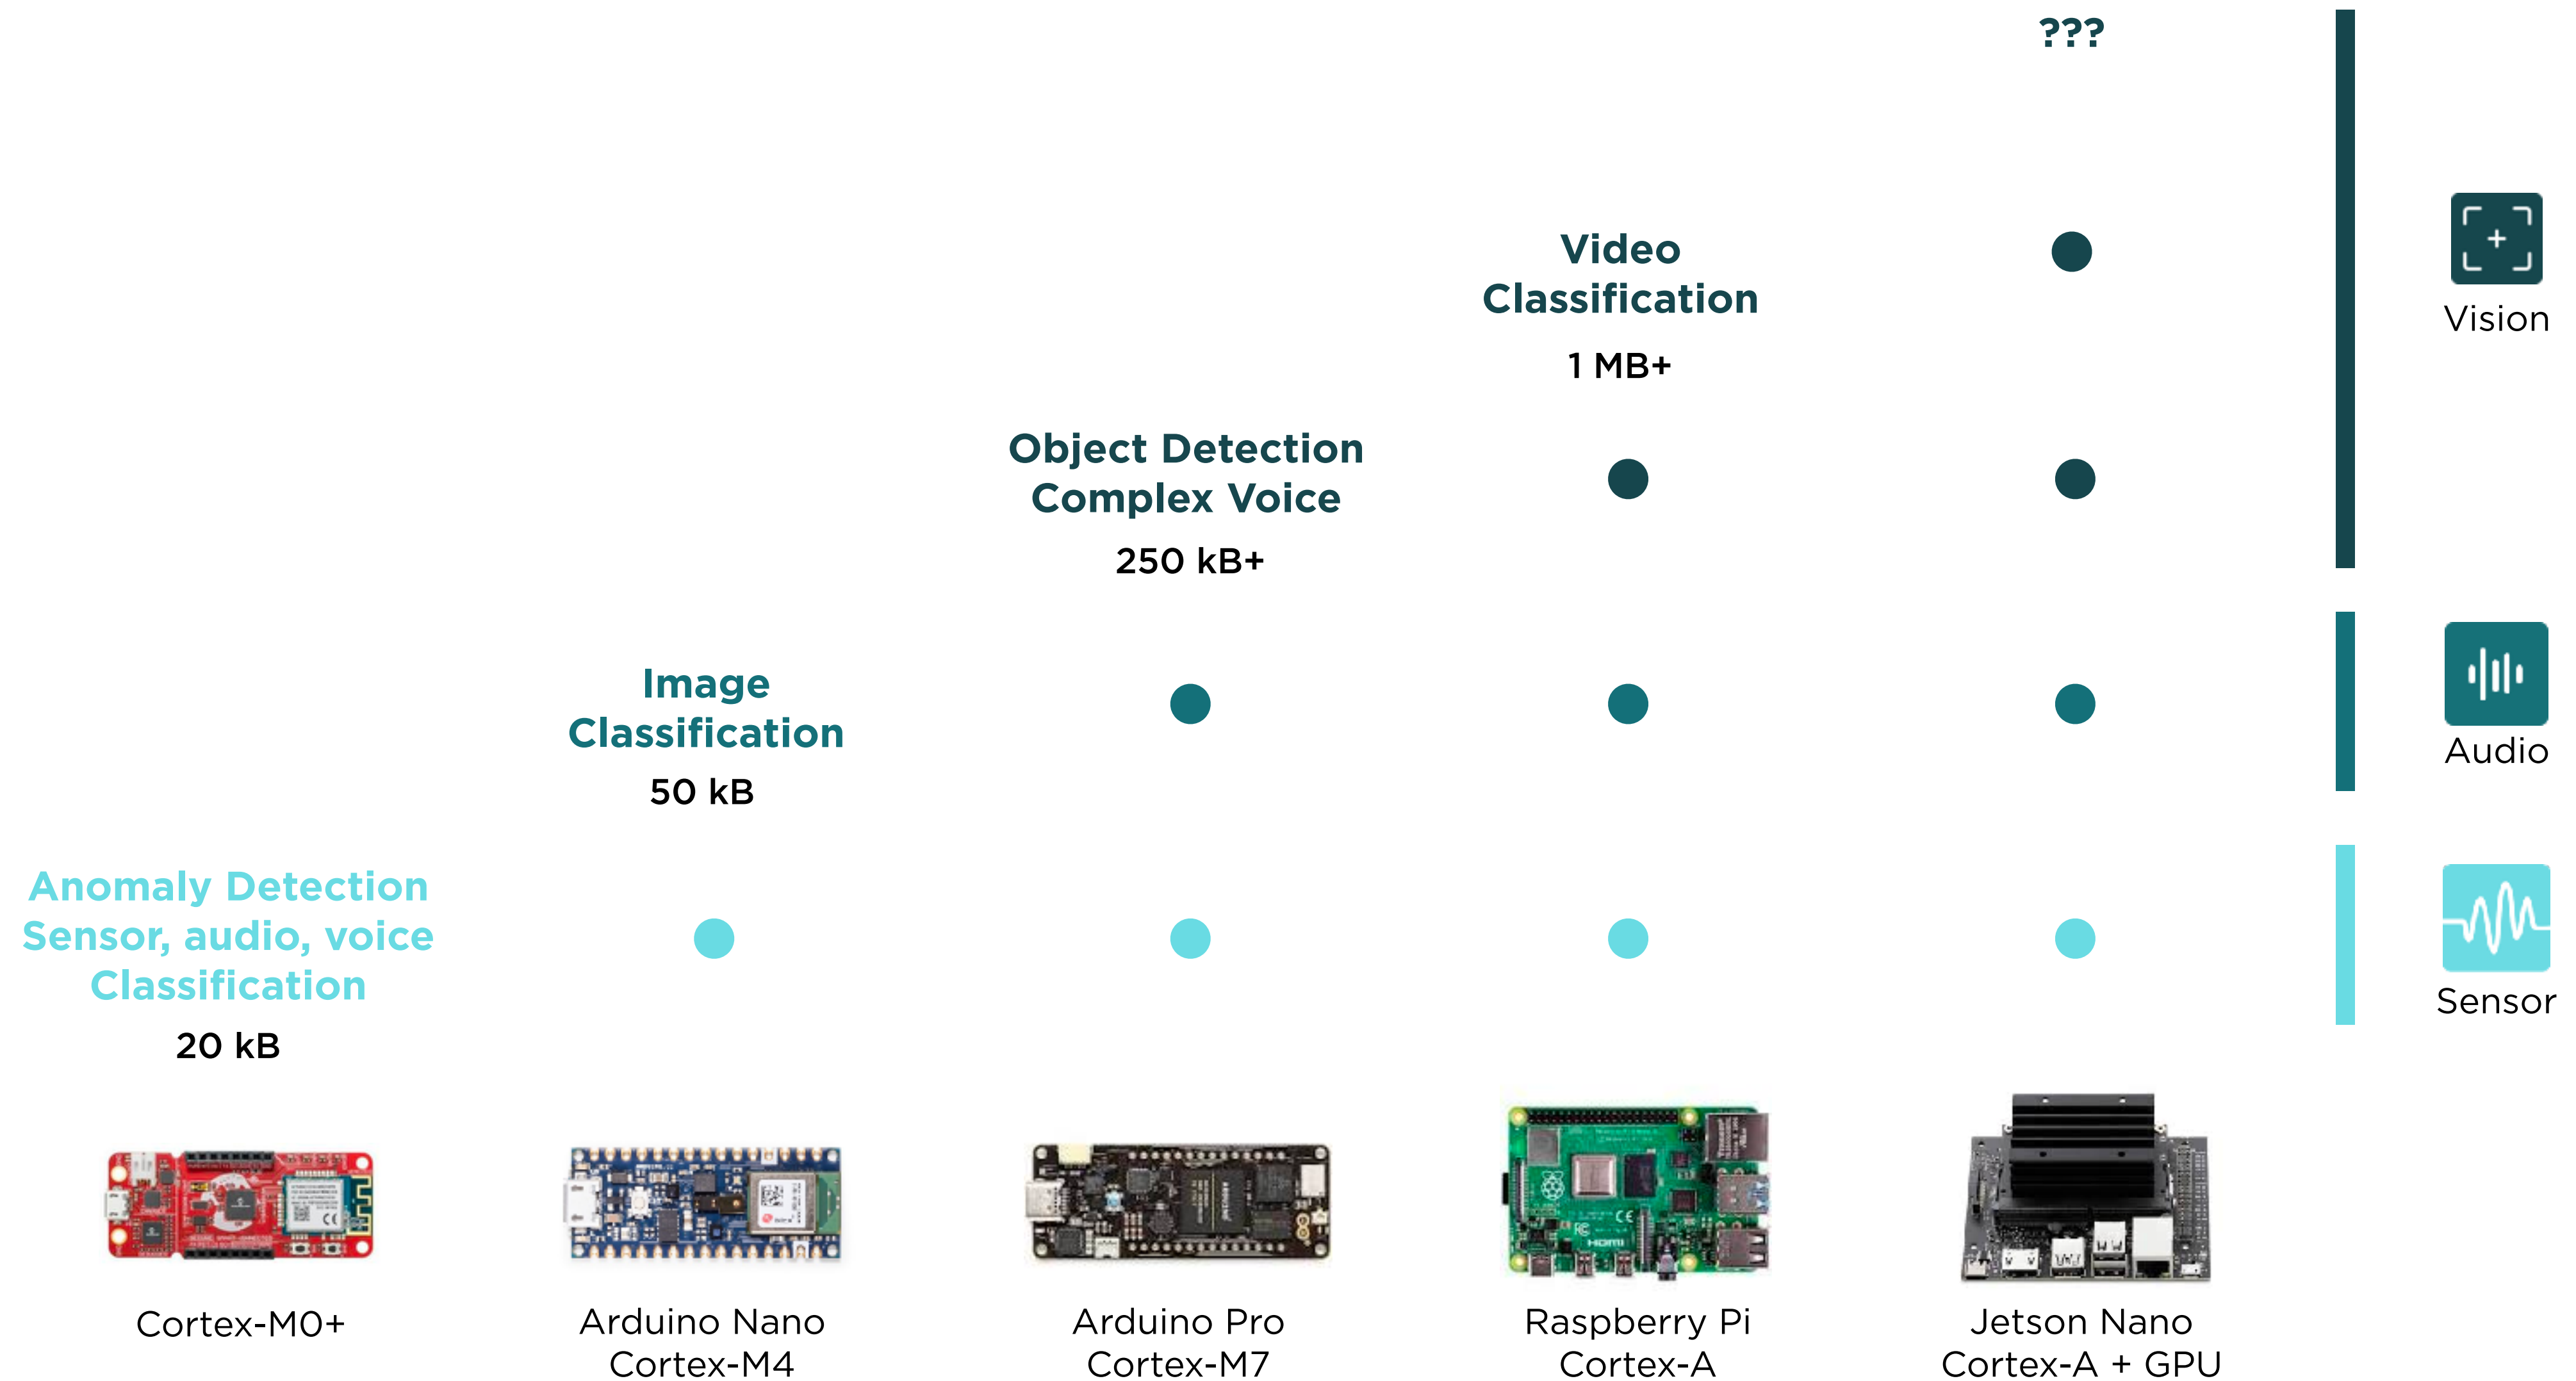 ???
Video
Classification
1 MB+
Vision
Object Detection
Complex Voice
250 kB+
Image
Classification
50 kB
Audio
Anomaly Detection
Sensor, audio, voice
Classification
20 kB
Sensor
HDMI
Cortex-M0+
Arduino Nano
Cortex-M4
Arduino Pro
Cortex-M7
Raspberry Pi
Cortex-A
Jetson Nano
Cortex-A + GPU